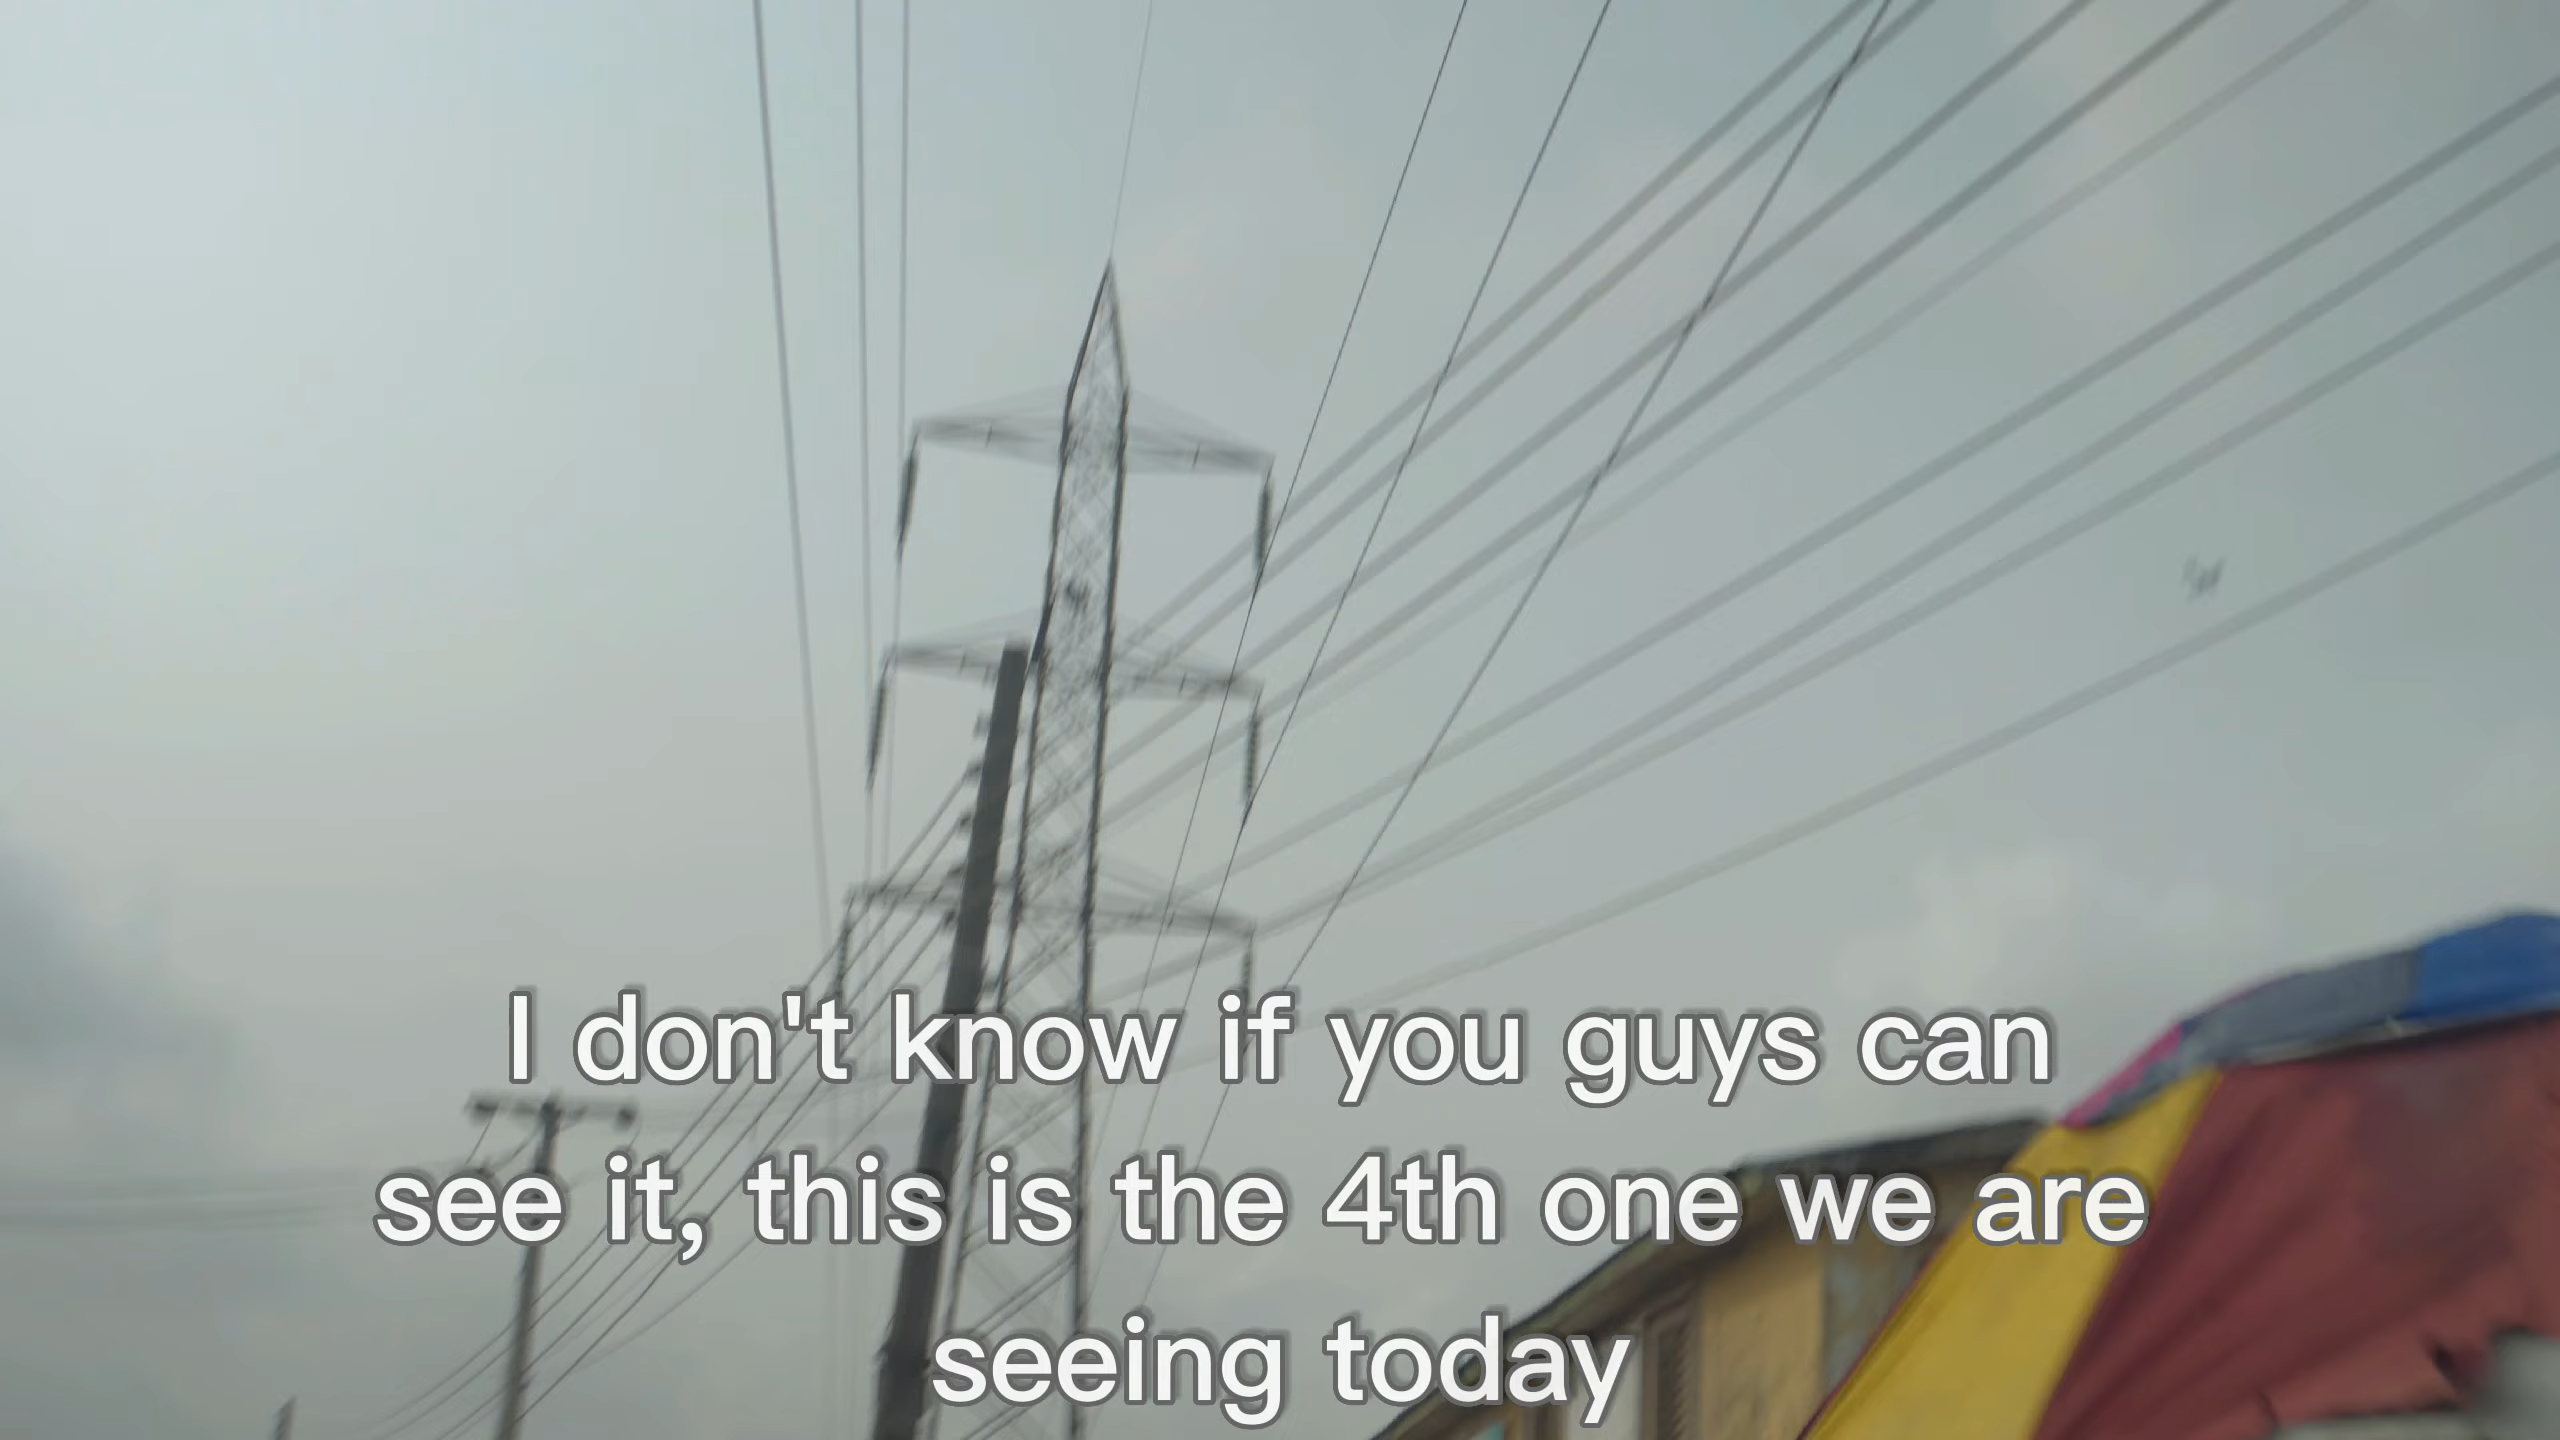 I don't know if you guys can
see it, this is the 4th one we are
seeing today